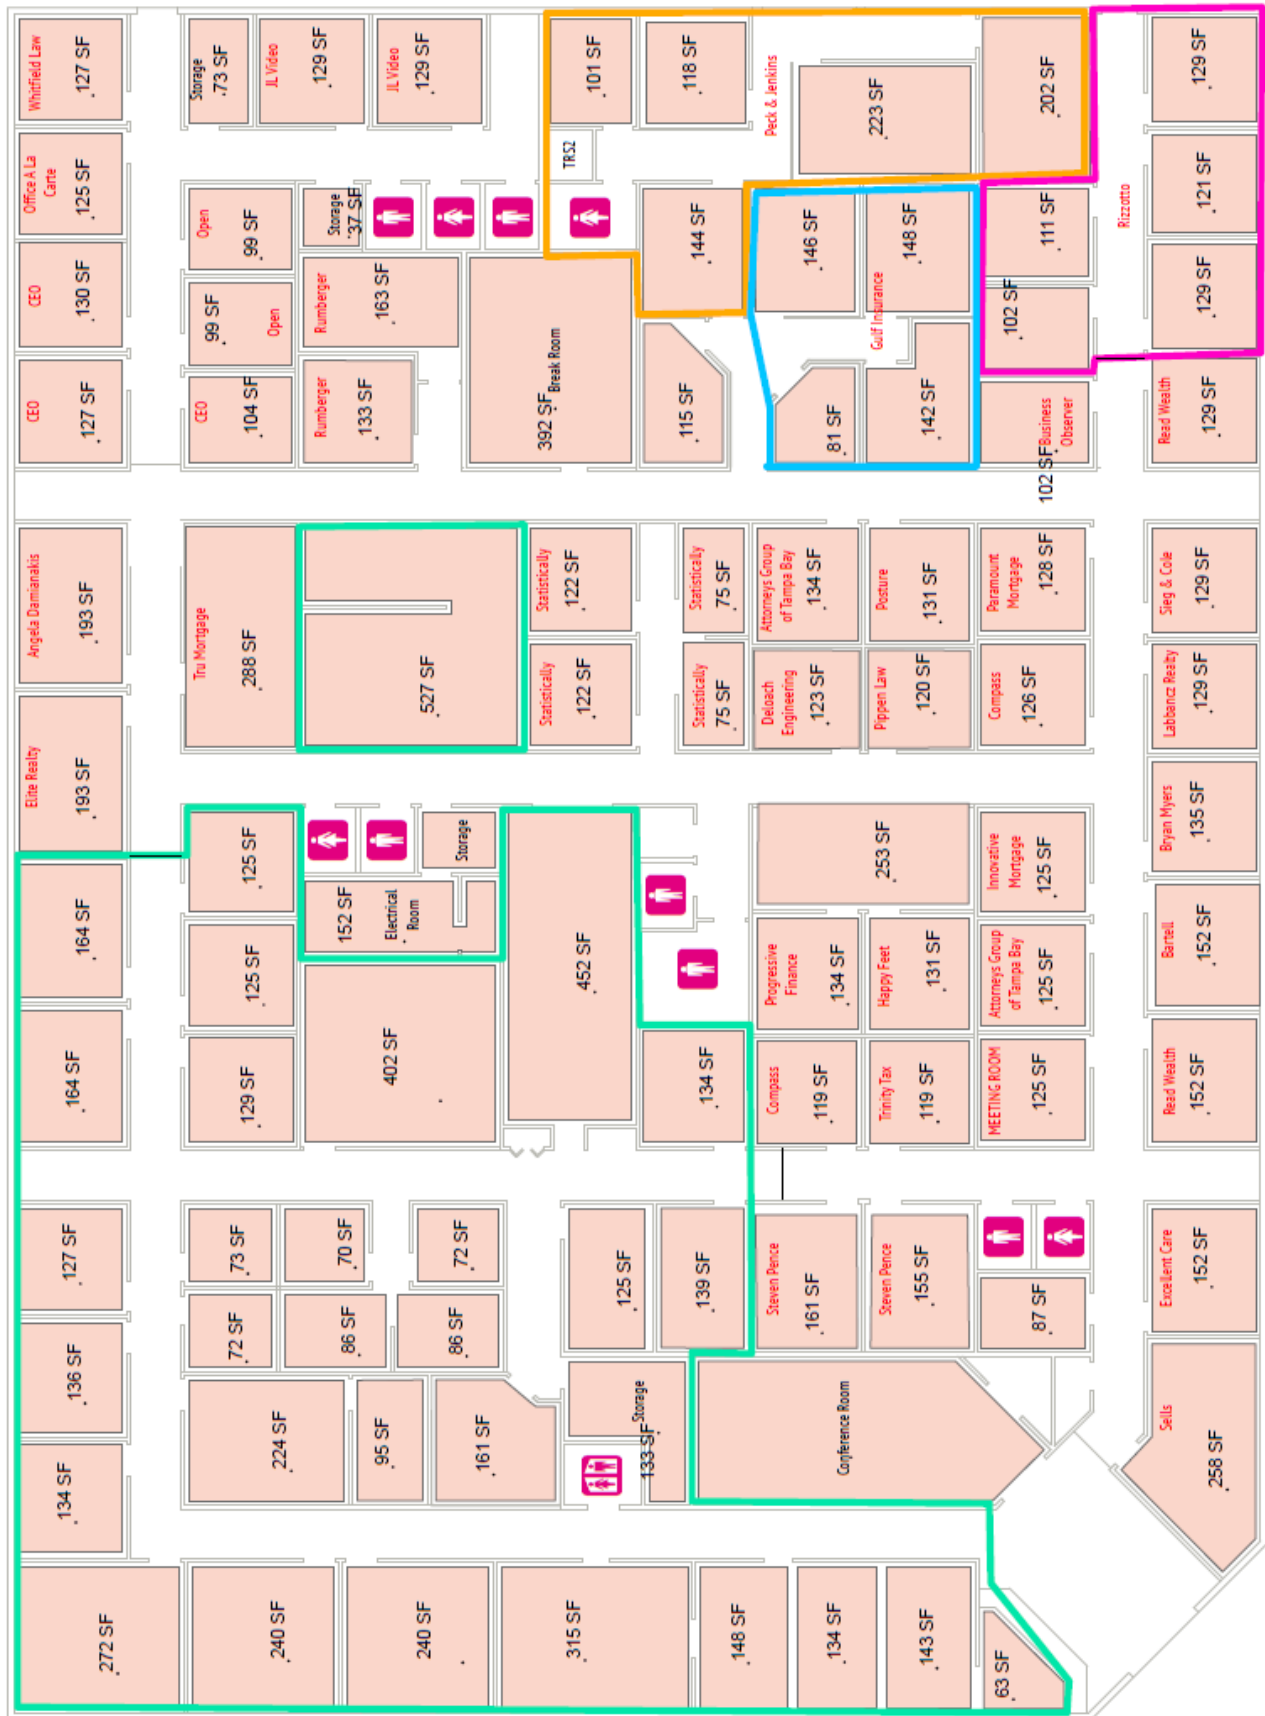 Whitfield Law
.127 SF
Office A La
Carte
.125 SF
CEO
.130 SF
CEO
.127 SF
Angela Damianakis
.193 SF
Elite Realty
.193 SF
.164 SF
.164 SF
.127 SF
.136 SF
.134 SF
.272 SF
Storage
.73 SF
JL Video
.129 SF
JL Video
.129 SF
Open
.99 SF
.99 SF
Open
CEO
.104 SF
Storage
.37 SF
Rumberger
.163 SF
Rumberger
.133 SF
392 SF
Break Room
.101 SF
.118 SF
TRS2
Peck & Jenkins
.223 SF
.202 SF
.144 SF
.115 SF
.146 SF
.148 SF
Gulf Insurance
.81 SF
.142 SF
.111 SF
.102 SF
Business
Observer
102 SF
Rizzotto
.129 SF
.121 SF
.129 SF
Read Wealth
.129 SF
Tru Mortgage
.288 SF
.527 SF
Statistically
.122 SF
Statistically
.122 SF
Statistically
.75 SF
Statistically
.75 SF
Attorneys Group
of Tampa Bay
.134 SF
Deloach
Engineering
.123 SF
Posture
.131 SF
Pippen Law
.120 SF
Paramount
Mortgage
.128 SF
Compass
.126 SF
Sieg & Cole
.129 SF
Labbancz Realty
.129 SF
Bryan Myers
.135 SF
Bartell
.152 SF
Read Wealth
.152 SF
.125 SF
.125 SF
.129 SF
Storage
152 SF
Electrical
Room
402 SF
.452 SF
.134 SF
.253 SF
Progressive
Finance
.134 SF
Happy Feet
.131 SF
Compass
.119 SF
Trinity Tax
.119 SF
Innovative
Mortgage
.125 SF
Attorneys Group
of Tampa Bay
.125 SF
MEETING ROOM
.125 SF
.73 SF
.70 SF
.72 SF
.72 SF
.86 SF
.86 SF
.224 SF
.95 SF
.161 SF
.125 SF
.139 SF
Storage
133 SF
Steven Pence
.161 SF
Steven Pence
.155 SF
.87 SF
Conference Room
Excellent Care
.152 SF
Sells
.258 SF
.240 SF
240 SF
.315 SF
.148 SF
.134 SF
.143 SF
.63 SF